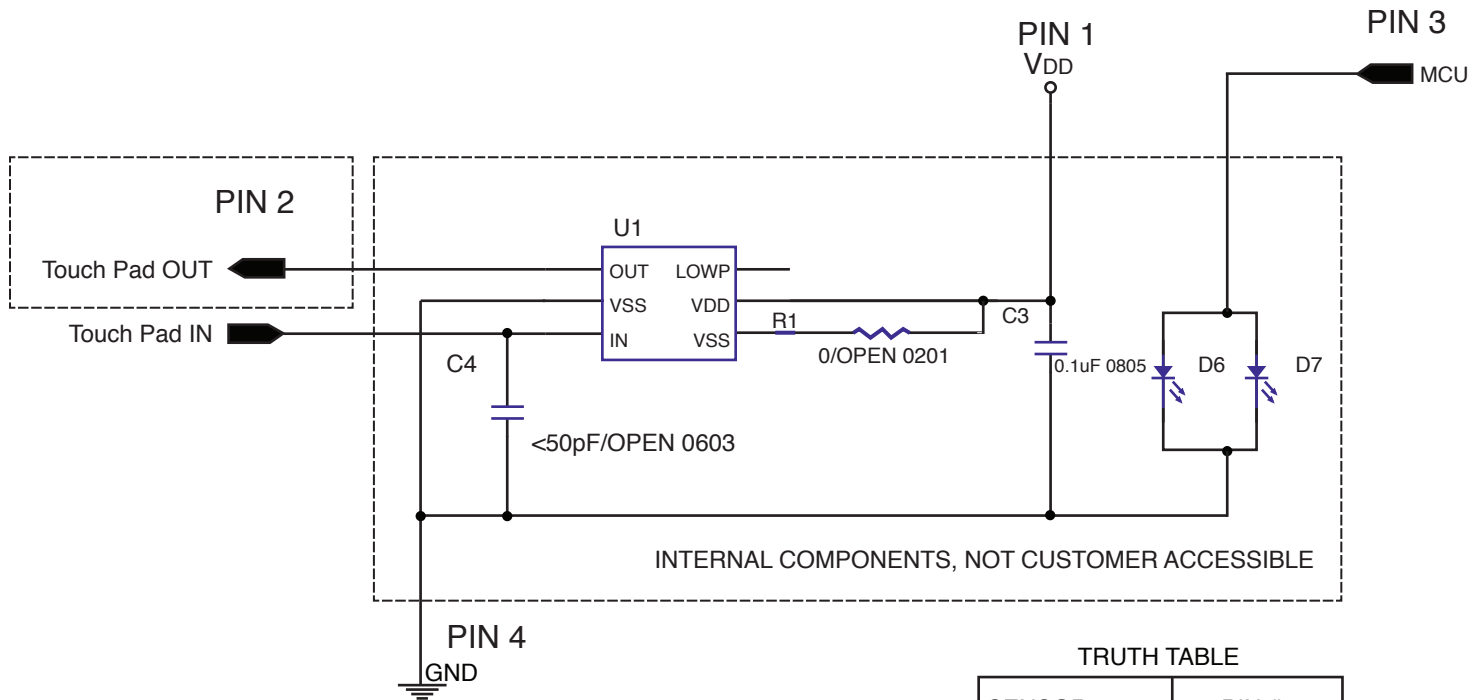 PIN 1
VDD
PIN 3
MCU
PIN 2
Touch Pad OUT
Touch Pad IN
U1
OUT
LOWP
VSS
VDD
IN
VSS
R1
0/OPEN 0201
C3
0.1uF 0805
D6
D7
C4
<50pF/OPEN 0603
INTERNAL COMPONENTS, NOT CUSTOMER ACCESSIBLE
PIN 4
GND
TRUTH TABLE